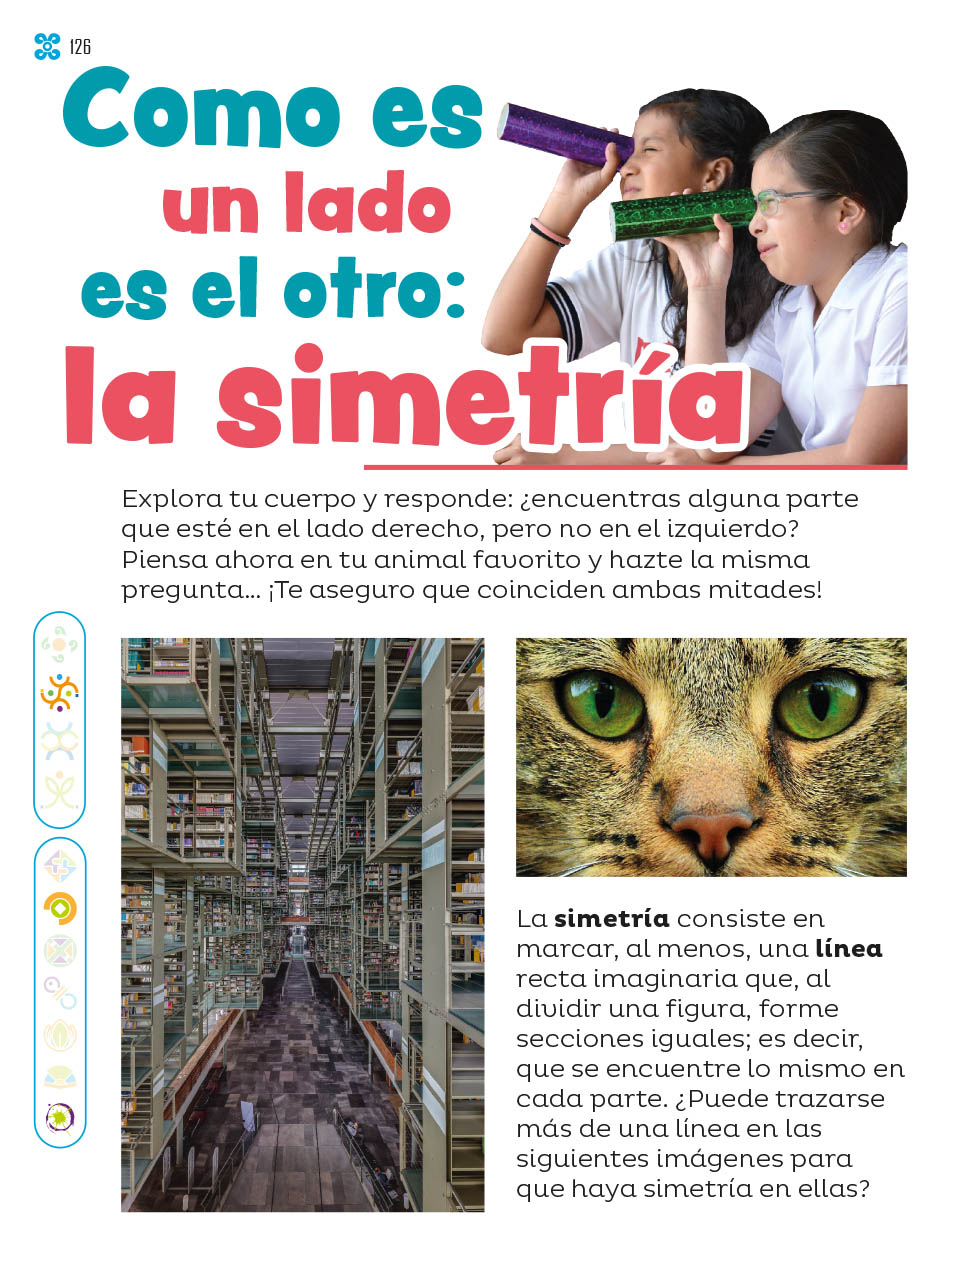 126
Como es
un lado
es el otro:
la simetría
Explora tu cuerpo y responde: ¿encuentras alguna parte
que esté en el lado derecho, pero no en el izquierdo?
Piensa ahora en tu animal favorito y hazte la misma
pregunta... ¡Te aseguro que coinciden ambas mitades!
La simetría consiste en
marcar, al menos, una línea
recta imaginaria que, al
dividir una figura, forme
secciones iguales; es decir,
que se encuentre lo mismo en
cada parte. ¿Puede trazarse
más de una línea en las
siguientes imágenes para
que haya simetría en ellas?